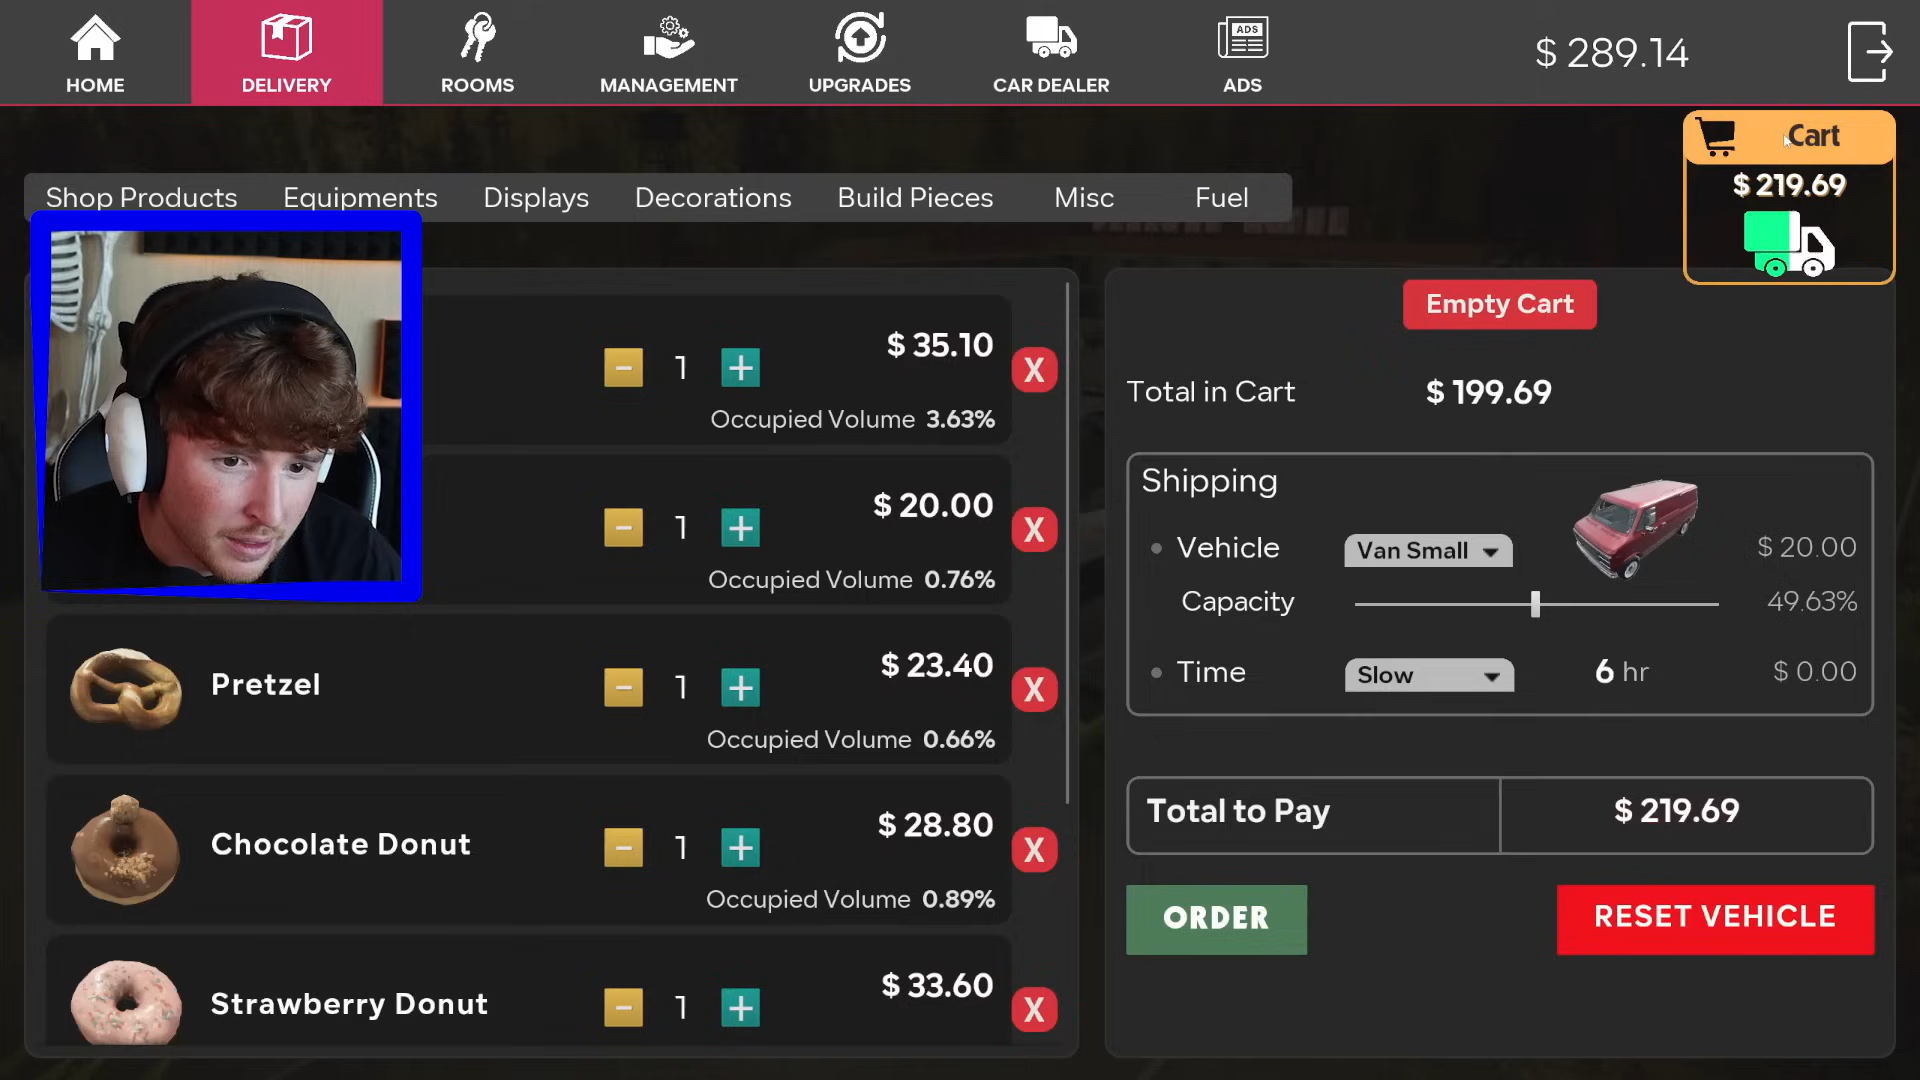 HOME
DELIVERY
ROOMS
MANAGEMENT
UPGRADES
CAR DEALER
ADS
ADS
$ 289.14
Cart
$ 219.69
Shop Products
Equipments
Displays
Decorations
Build Pieces
Misc
Fuel
- 1 +
$ 35.10
X
Occupied Volume 3.63%
- 1 +
$ 20.00
X
Occupied Volume 0.76%
Pretzel
- 1 +
$ 23.40
X
Occupied Volume 0.66%
Chocolate Donut
- 1 +
$ 28.80
X
Occupied Volume 0.89%
Strawberry Donut
- 1 +
$ 33.60
X
Empty Cart
Total in Cart $ 199.69
Shipping
Vehicle Van Small $ 20.00
Capacity 49.63%
Time Slow 6 hr $ 0.00
Total to Pay $ 219.69
ORDER
RESET VEHICLE